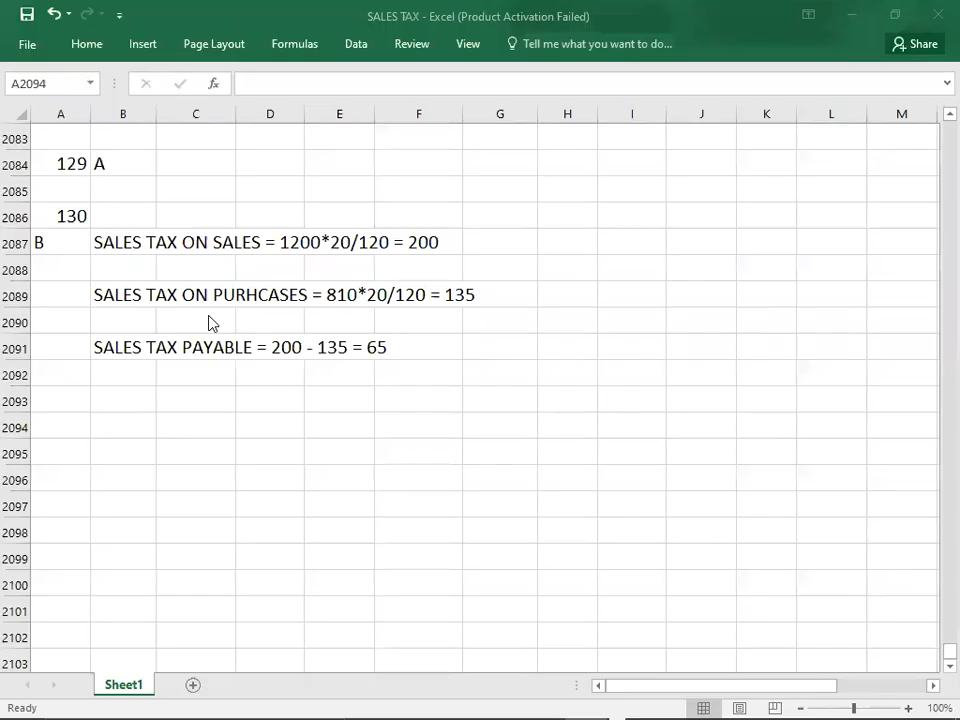 SALES TAX - Excel (Product Activation Failed)
File Home Insert Page Layout Formulas Data Review View Tell me what you want to do... Share
A2094 fx
A B C D E F G H I J K L M
2083
2084 129 A
2085
2086 130
2087 B SALES TAX ON SALES = 1200*20/120 = 200
2088
2089 SALES TAX ON PURHCASES = 810*20/120 = 135
2090
2091 SALES TAX PAYABLE = 200 - 135 = 65
2092
2093
2094
2095
2096
2097
2098
2099
2100
2101
2102
2103
Sheet1
Ready 100%